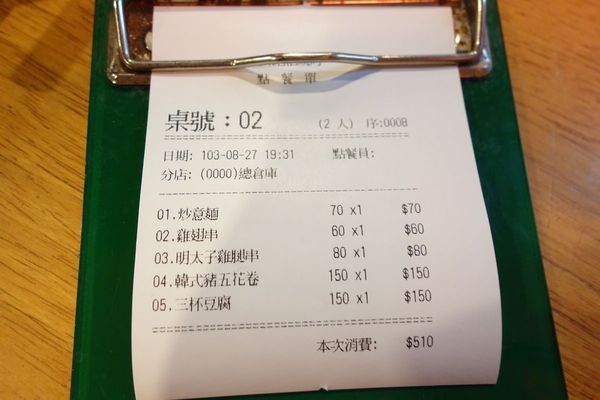 點餐單
桌號：02 (2 人) 序:0008
日期: 103-08-27 19:31 點餐員:
分店: (0000)總倉庫
01.炒意麵 70 x1 $70
02.雞翅串 60 x1 $60
03.明太子雞腿串 80 x1 $80
04.韓式豬五花卷 150 x1 $150
05.三杯豆腐 150 x1 $150
本次消費: $510